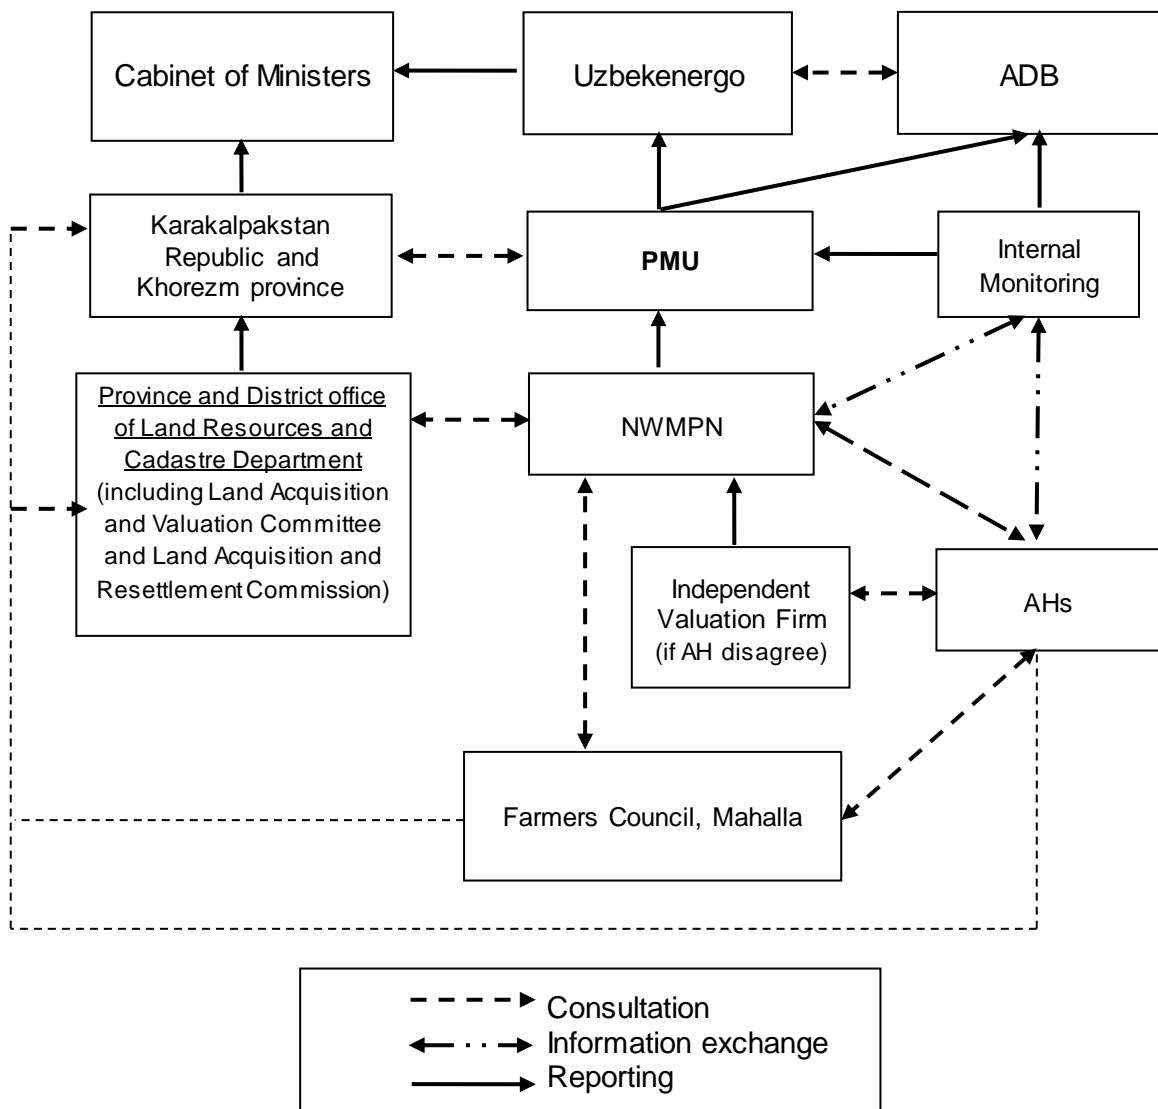 Cabinet of Ministers
Uzbekenergo
ADB
Karakalpakstan
Republic and
Khorezm province
PMU
Internal
Monitoring
Province and District office
of Land Resources and
Cadastre Department
(including Land Acquisition
and Valuation Committee
and Land Acquisition and
Resettlement Commission)
NWMPN
Independent
Valuation Firm
(if AH disagree)
AHs
Farmers Council, Mahalla
Consultation
Information exchange
Reporting